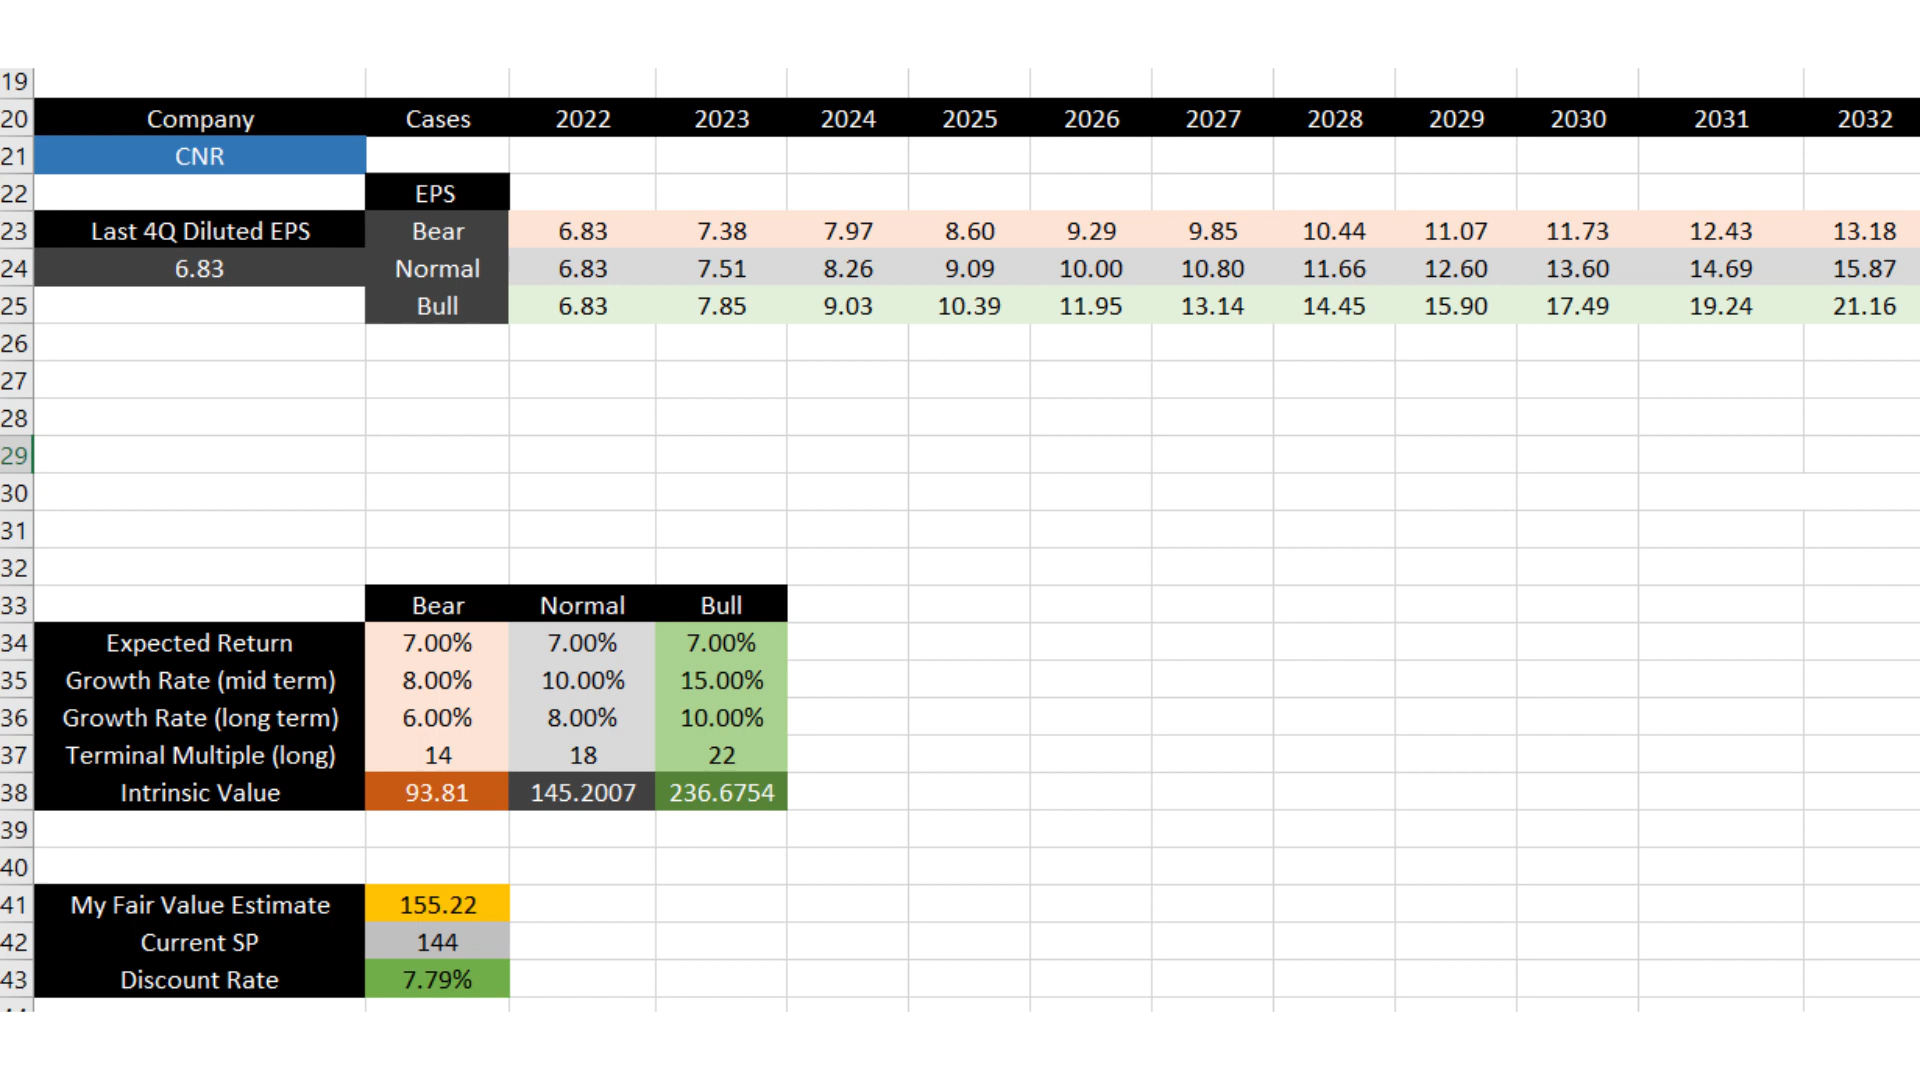 19
20 Company Cases 2022 2023 2024 2025 2026 2027 2028 2029 2030 2031 2032
21 CNR
22 EPS
23 Last 4Q Diluted EPS Bear 6.83 7.38 7.97 8.60 9.29 9.85 10.44 11.07 11.73 12.43 13.18
24 6.83 Normal 6.83 7.51 8.26 9.09 10.00 10.80 11.66 12.60 13.60 14.69 15.87
25 Bull 6.83 7.85 9.03 10.39 11.95 13.14 14.45 15.90 17.49 19.24 21.16
26
27
28
29
30
31
32
33 Bear Normal Bull
34 Expected Return 7.00% 7.00% 7.00%
35 Growth Rate (mid term) 8.00% 10.00% 15.00%
36 Growth Rate (long term) 6.00% 8.00% 10.00%
37 Terminal Multiple (long) 14 18 22
38 Intrinsic Value 93.81 145.2007 236.6754
39
40
41 My Fair Value Estimate 155.22
42 Current SP 144
43 Discount Rate 7.79%